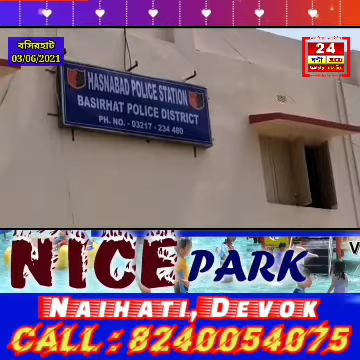 বসিরহাট
03/06/2021
24
ঘন্টা
HASNABAD POLICE STATION
BASIRHAT POLICE DISTRICT
PH. NO. - 03217 - 234 480
NICE PARK
NAIHATI, DEVOK
CALL : 8240054075